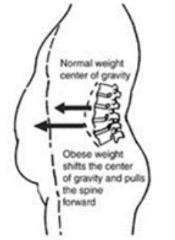 Normal weight
center of gravity
Obese weight
shifts the center
of gravity and pulls
the spine
forward